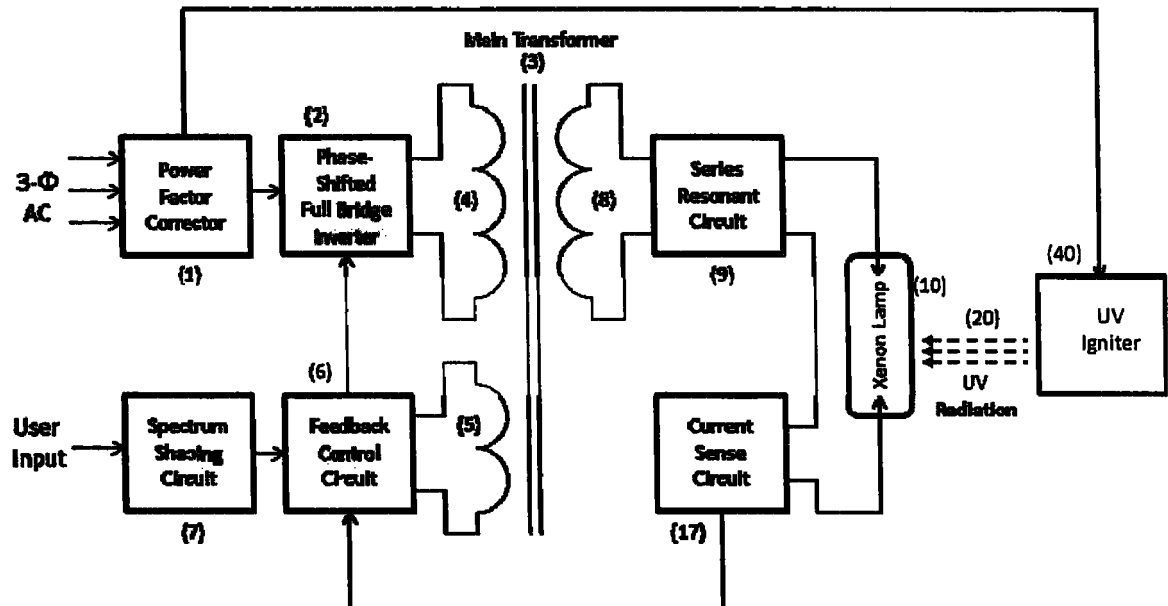 Main Transformer
(3)
(2)
3-Φ
AC
Power
Factor
Corrector
(1)
Phase-
Shifted
Full Bridge
Inverter
(4)
(8)
Series
Resonant
Circuit
(9)
(10)
Xenon Lamp
(20)
UV
Radiation
(40)
UV
Igniter
(6)
User
Input
Spectrum
Shaping
Circuit
(7)
Feedback
Control
Circuit
(5)
Current
Sense
Circuit
(17)